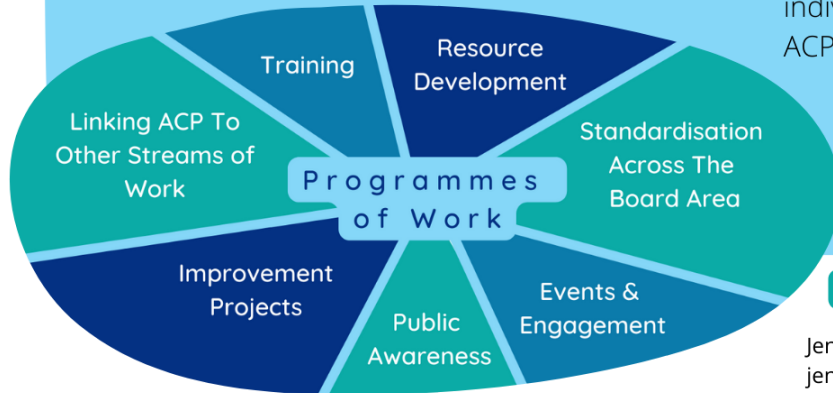 Training
Resource
Development
Linking ACP To
Other Streams of
Work
Standardisation
Across The
Board Area
Programmes
of Work
Improvement
Projects
Public
Awareness
Events &
Engagement
ACP